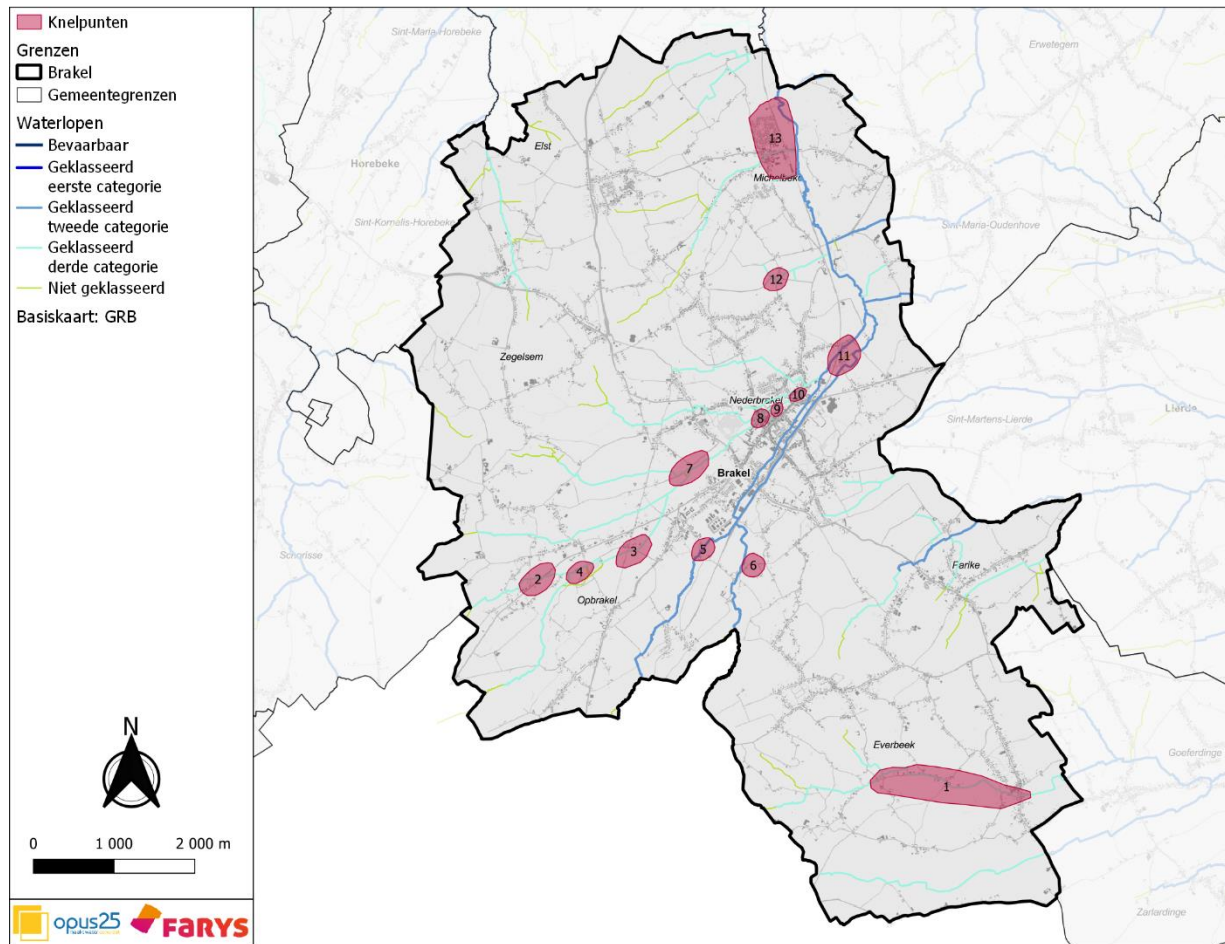 Knelpunten
Grenzen
Brakel
Gemeentegrenzen
Waterlopen
Bevaarbaar
Geklasseerd
eerste categorie
Geklasseerd
tweede categorie
Geklasseerd
derde categorie
Niet geklasseerd
Basiskaart: GRB
N
0 1 000 2 000 m
opus25
FARYS
Sint-Maria-Horebeke
Erwetegem
13
Elst
Horebeke
Michelbeke
Sint-Kornelis-Horebeke
Sint-Maria-Oudenhove
12
Zegelsem
11
Nederbrakel
10
9
8
Sint-Martens-Lierde
Lierde
7
Brakel
Schorisse
3
5
2
4
6
Parike
Opbrakel
Everbeek
Goeferdinge
1
Zarlardinge